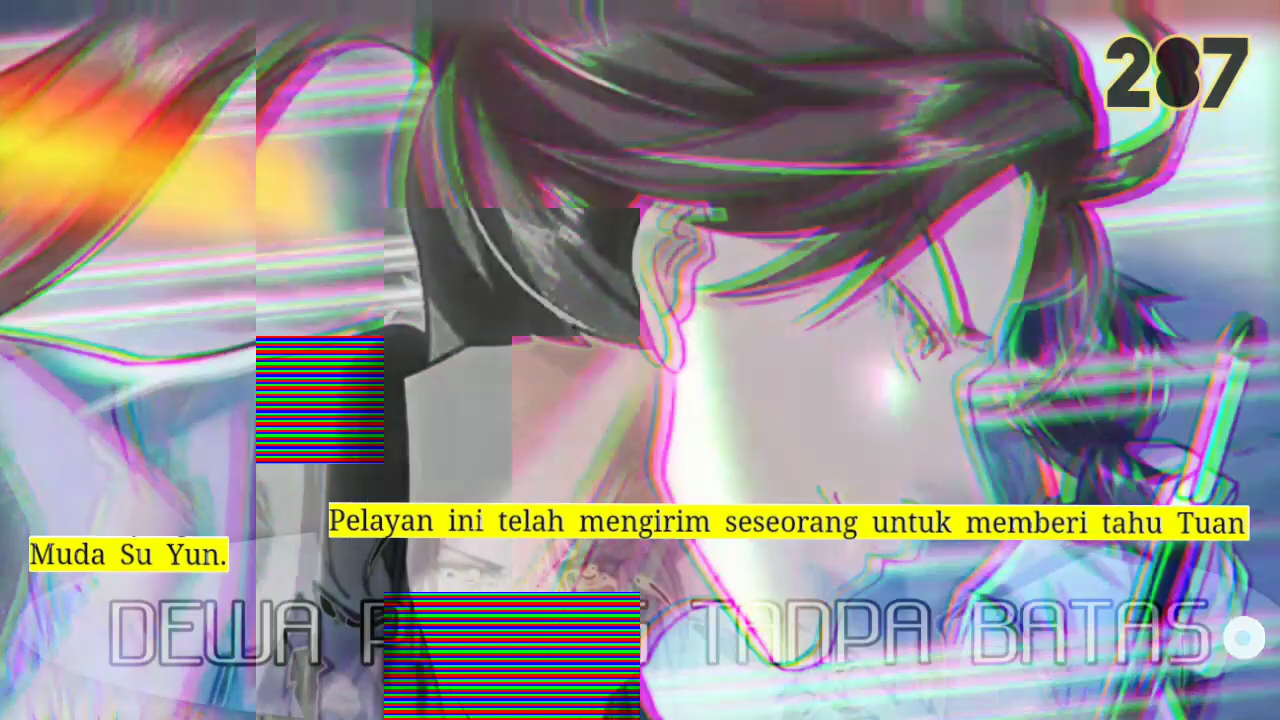 287
Pelayan ini telah mengirim seseorang untuk memberi tahu Tuan
Muda Su Yun.
DEWA TANPA BATAS